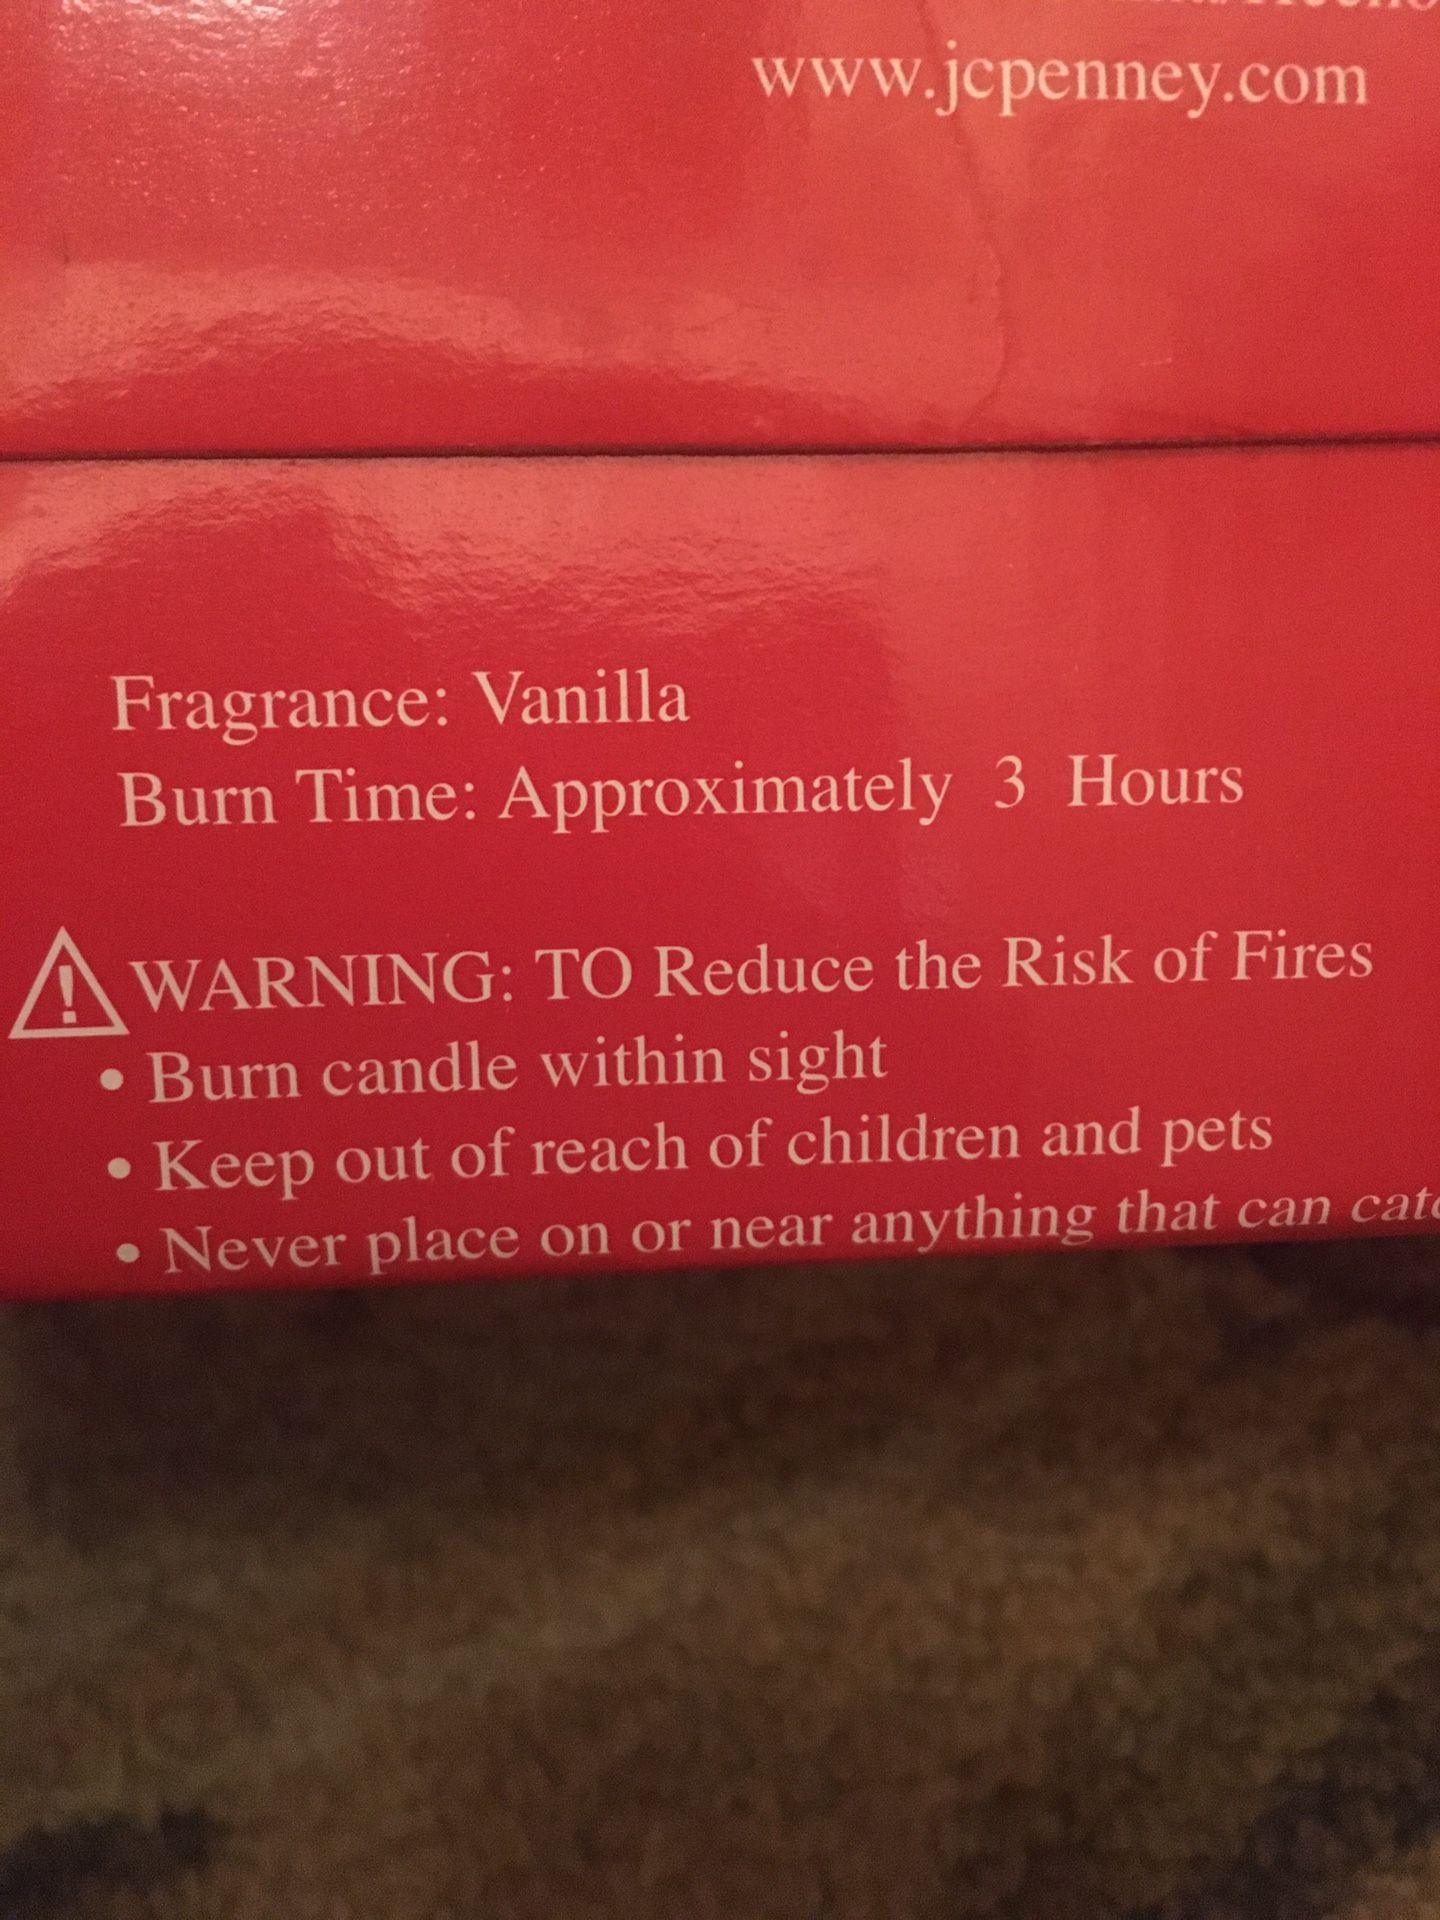 www.jcpenney.com
Fragrance: Vanilla
Burn Time: Approximately 3 Hours
WARNING: TO Reduce the Risk of Fires
• Burn candle within sight
• Keep out of reach of children and pets
• Never place on or near anything that can